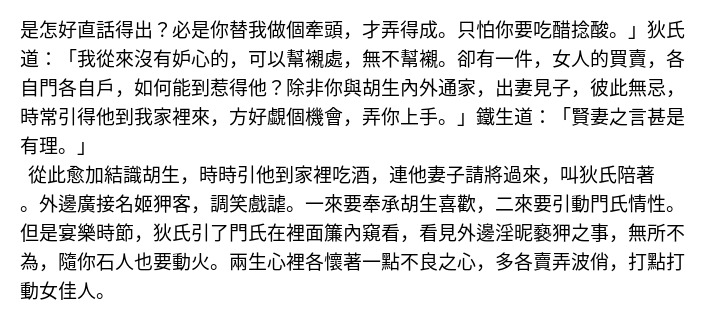 是怎好直話得出？必是你替我做個牽頭，才弄得成。只怕你要吃醋捻酸。」狄氏
道：「我從來沒有妒心的，可以幫襯處，無不幫襯。卻有一件，女人的買賣，各
自門各自戶，如何能到惹得他？除非你與胡生內外通家，出妻見子，彼此無忌，
時常引得他到我家裡來，方好覷個機會，弄你上手。」鐵生道：「賢妻之言甚是
有理。」
從此愈加結識胡生，時時引他到家裡吃酒，連他妻子請將過來，叫狄氏陪著
。外邊廣接名姬狎客，調笑戲謔。一來要奉承胡生喜歡，二來要引動門氏情性。
但是宴樂時節，狄氏引了門氏在裡面簾內窺看，看見外邊淫昵褻狎之事，無所不
為，隨你石人也要動火。兩生心裡各懷著一點不良之心，多各賣弄波俏，打點打
動女佳人。